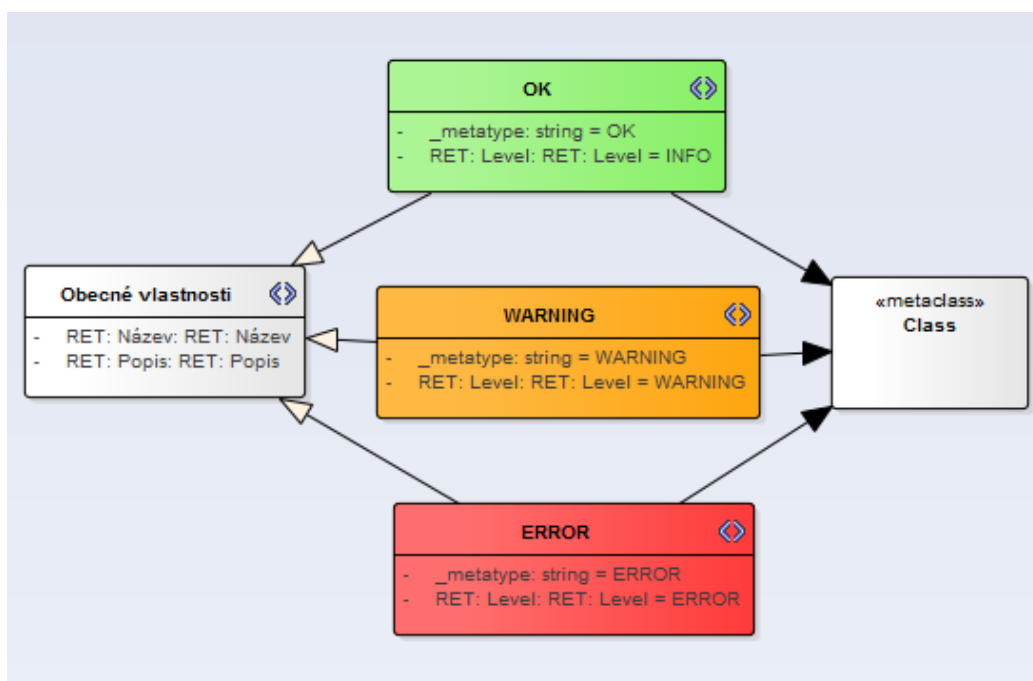 OK
- _metatype: string = OK
- RET: Level: RET: Level = INFO
Obecné vlastnosti
- RET: Název: RET: Název
- RET: Popis: RET: Popis
WARNING
- _metatype: string = WARNING
- RET: Level: RET: Level = WARNING
«metaclass»
Class
ERROR
- _metatype: string = ERROR
- RET: Level: RET: Level = ERROR